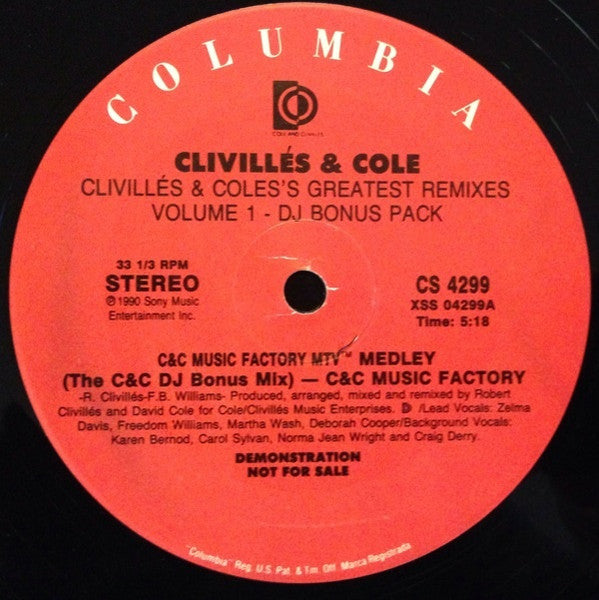 COLUMBIA
COLE AND CLIVILLES
CLIVILLÉS & COLE
CLIVILLÉS & COLES'S GREATEST REMIXES
VOLUME 1 - DJ BONUS PACK
33 1/3 RPM
STEREO
℗ 1990 Sony Music
Entertainment Inc.
CS 4299
XSS 04299A
Time: 5:18
C&C MUSIC FACTORY MTV™ MEDLEY
(The C&C DJ Bonus Mix) — C&C MUSIC FACTORY
-R. Clivillés-F.B. Williams- Produced, arranged, mixed and remixed by Robert
Clivillés and David Cole for Cole/Clivillés Music Enterprises. /Lead Vocals: Zelma
Davis, Freedom Williams, Martha Wash, Deborah Cooper/Background Vocals:
Karen Bernod, Carol Sylvan, Norma Jean Wright and Craig Derry.
DEMONSTRATION
NOT FOR SALE
"Columbia" Reg. U.S. Pat. & Tm. Off. Marca Registrada